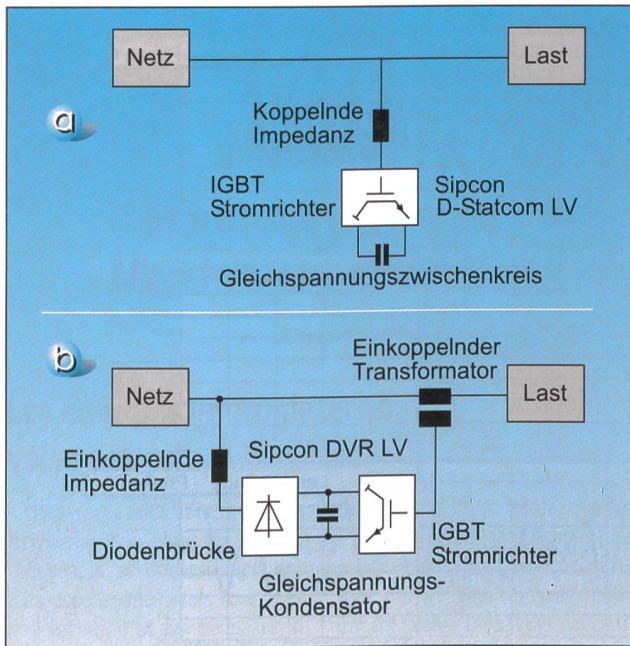 Netz
Last
a
Koppelnde
Impedanz
IGBT
Stromrichter
Sipcon
D-Statcom LV
Gleichspannungszwischenkreis
b
Einkoppelnder
Transformator
Netz
Last
Einkoppelnde
Impedanz
Sipcon DVR LV
Diodenbrücke
IGBT
Stromrichter
Gleichspannungs-
Kondensator